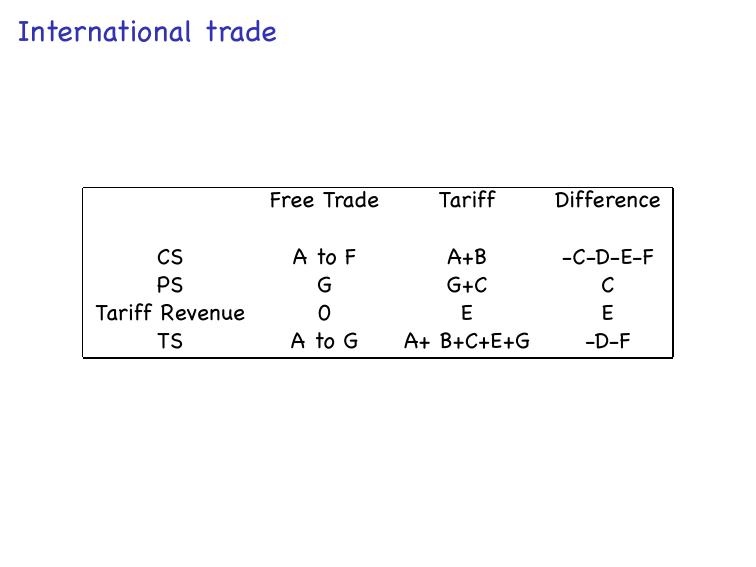 International trade
Free Trade Tariff Difference
CS A to F A+B -C-D-E-F
PS G G+C C
Tariff Revenue 0 E E
TS A to G A+ B+C+E+G -D-F